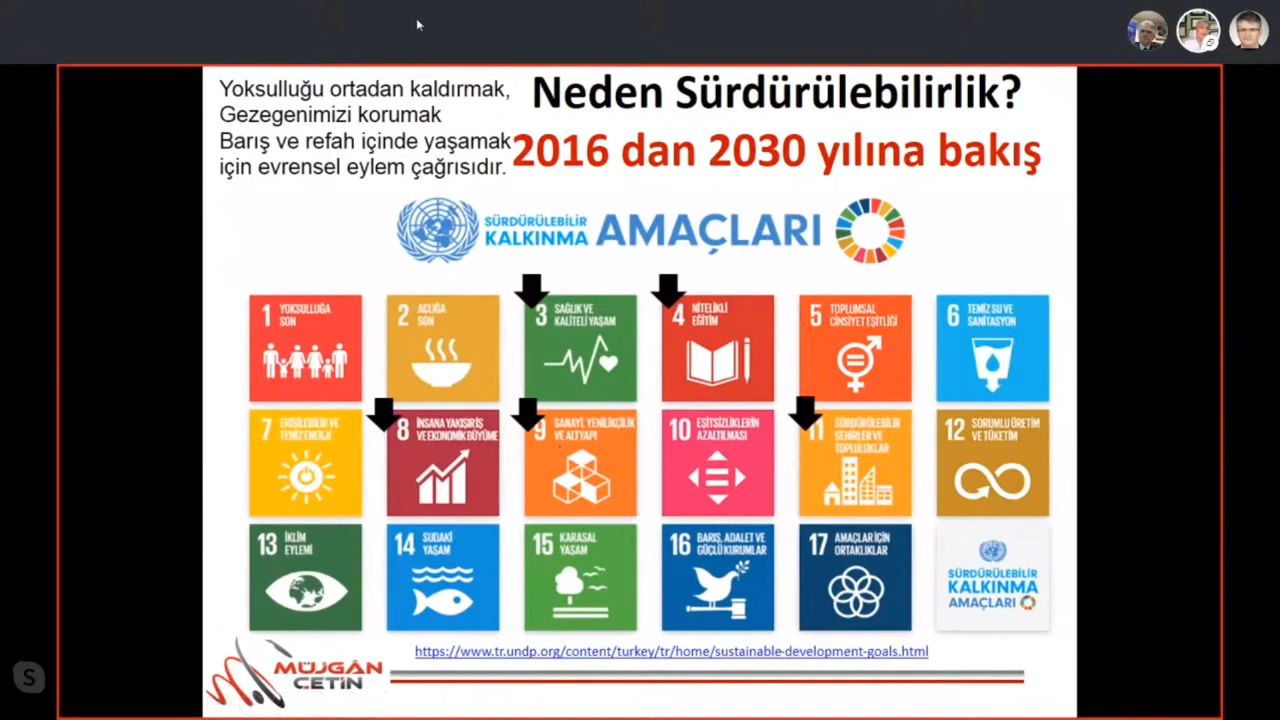 Yoksulluğu ortadan kaldırmak,
Gezegenimizi korumak
Barış ve refah içinde yaşamak
için evrensel eylem çağrısıdır.
Neden Sürdürülebilirlik?
2016 dan 2030 yılına bakış
SÜRDÜRÜLEBİLİR
KALKINMA
AMAÇLARI
1 YOKSULLUĞA
SON
2 AÇLIĞA
SON
3 SAĞLIK VE
KALİTELİ YAŞAM
4 NİTELİKLİ
EĞİTİM
5 TOPLUMSAL
CİNSİYET EŞİTLİĞİ
6 TEMİZ SU VE
SANİTASYON
7 ERİŞİLEBİLİR VE
TEMİZ ENERJİ
8 İNSANA YAKIŞIR İŞ
VE EKONOMİK BÜYÜME
9 SANAYİ, YENİLİKÇİLİK
VE ALTYAPI
10 EŞİTSİZLİKLERİN
AZALTILMASI
11 SÜRDÜRÜLEBİLİR
ŞEHİRLER VE
TOPLULUKLAR
12 SORUMLU ÜRETİM
VE TÜKETİM
13 İKLİM
EYLEMİ
14 SUDAKİ
YAŞAM
15 KARASAL
YAŞAM
16 BARIŞ, ADALET VE
GÜÇLÜ KURUMLAR
17 AMAÇLAR İÇİN
ORTAKLIKLAR
SÜRDÜRÜLEBİLİR
KALKINMA
AMAÇLARI
MÜJGÂN
ÇETİN
https://www.tr.undp.org/content/turkey/tr/home/sustainable-development-goals.html
S